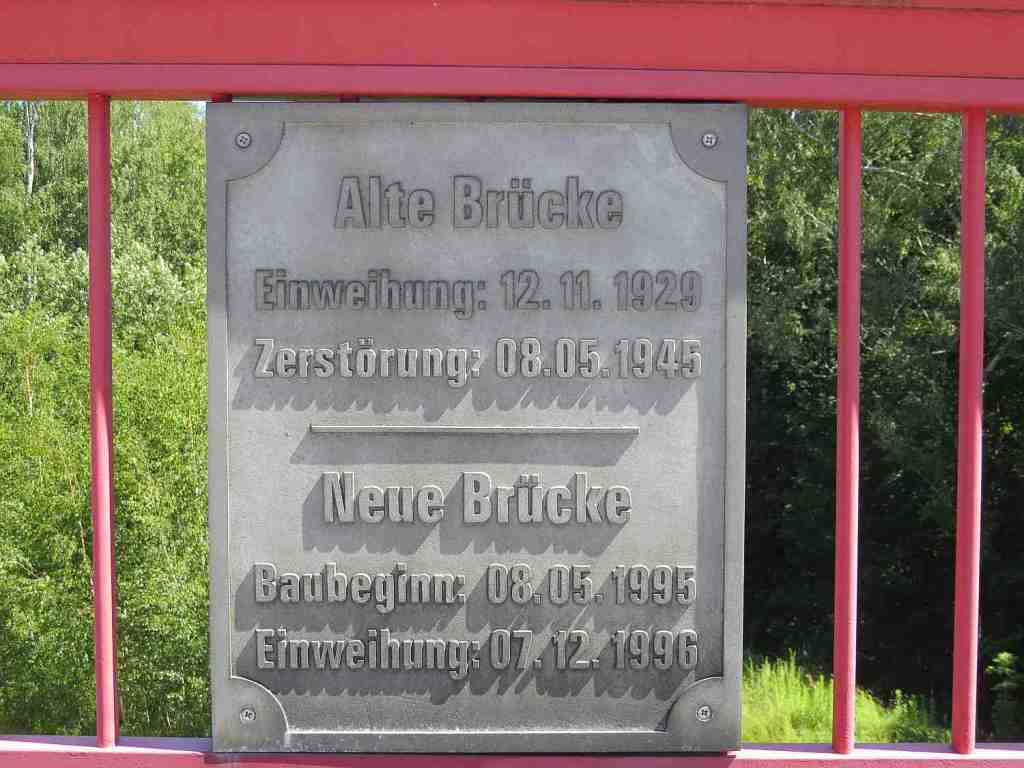 Alte Brücke
Einweihung: 12. 11. 1929
Zerstörung: 08.05.1945
Neue Brücke
Baubeginn: 08.05.1995
Einweihung: 07.12.1996